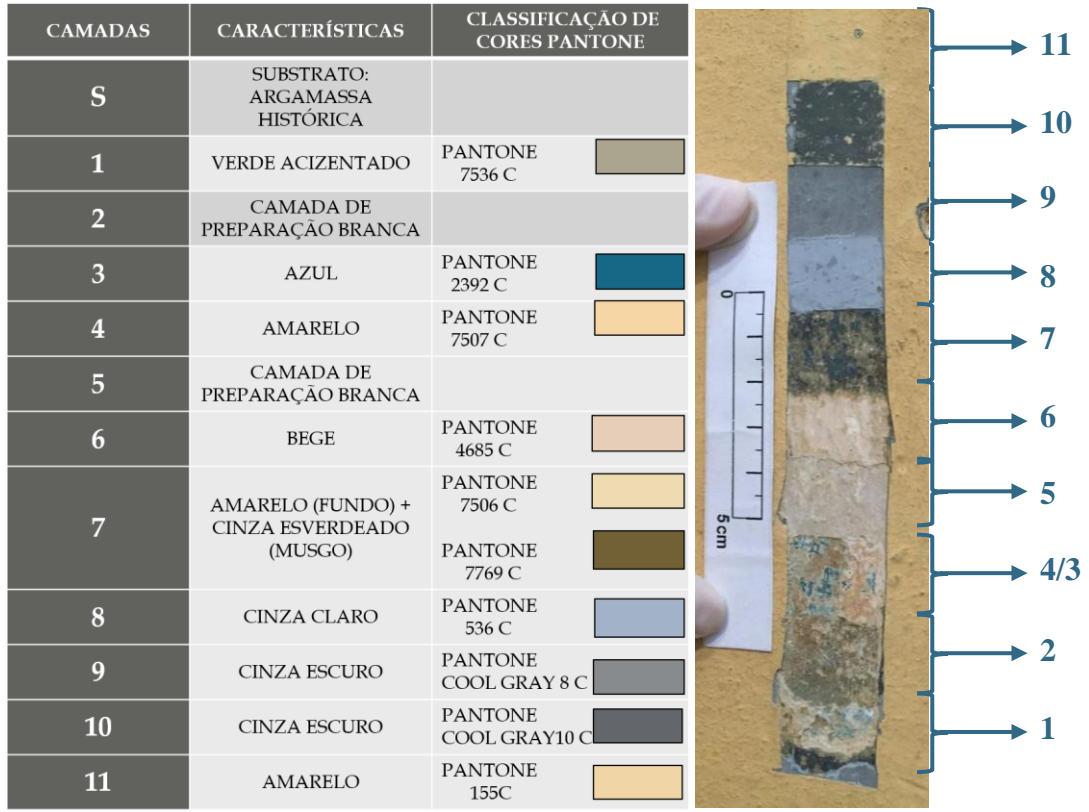 CAMADAS
CARACTERÍSTICAS
CLASSIFICAÇÃO DE
CORES PANTONE
S
SUBSTRATO:
ARGAMASSA
HISTÓRICA
1
VERDE ACIZENTADO
PANTONE
7536 C
2
CAMADA DE
PREPARAÇÃO BRANCA
3
AZUL
PANTONE
2392 C
4
AMARELO
PANTONE
7507 C
5
CAMADA DE
PREPARAÇÃO BRANCA
6
BEGE
PANTONE
4685 C
7
AMARELO (FUNDO) +
CINZA ESVERDEADO
(MUSGO)
PANTONE
7506 C
PANTONE
7769 C
8
CINZA CLARO
PANTONE
536 C
9
CINZA ESCURO
PANTONE
COOL GRAY 8 C
10
CINZA ESCURO
PANTONE
COOL GRAY10 C
11
AMARELO
PANTONE
155C
0
5 cm
11
10
9
8
7
6
5
4/3
2
1